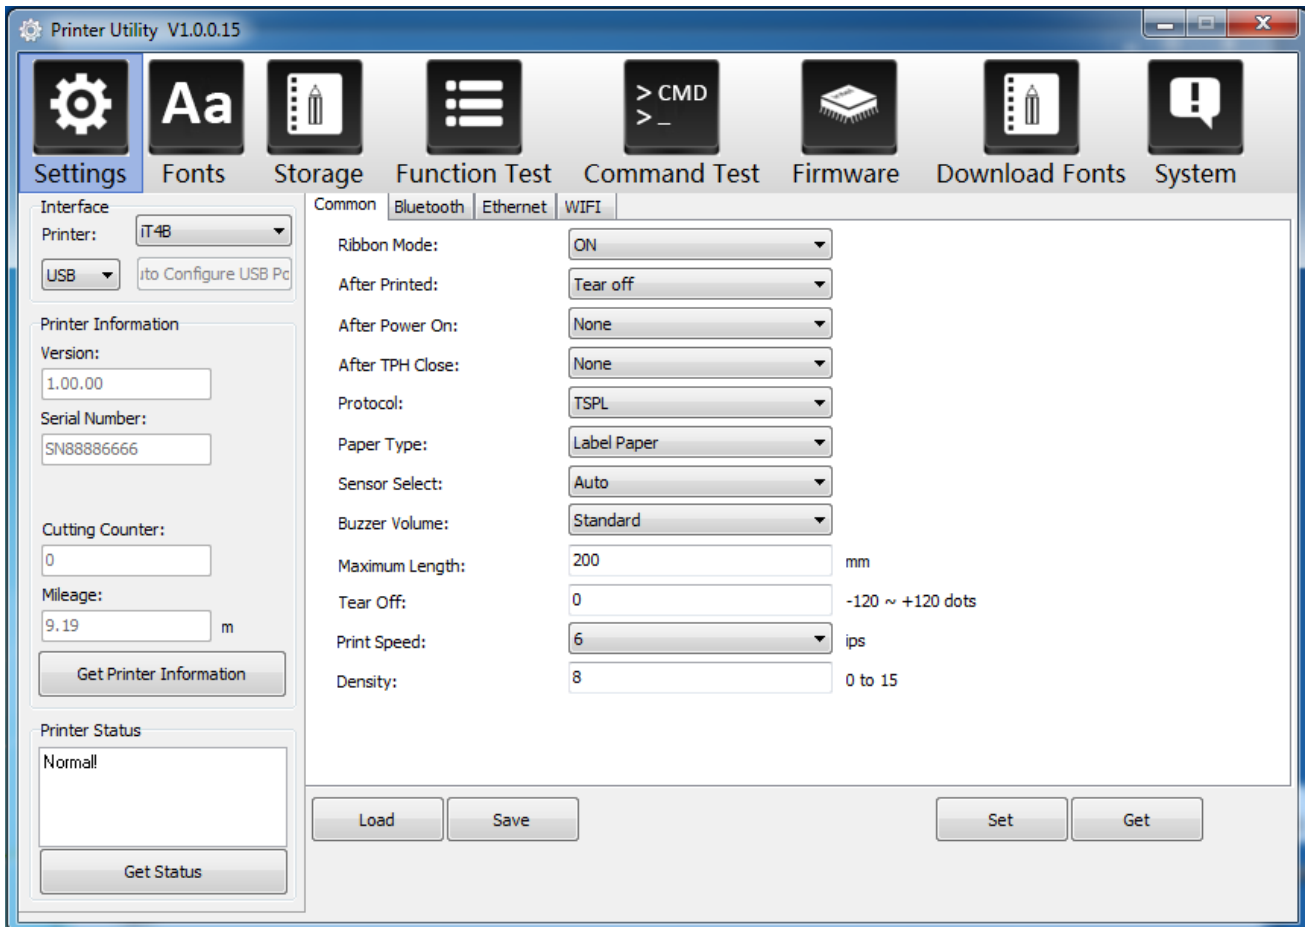 Printer Utility V1.0.0.15
Aa
> CMD
> _
Settings Fonts Storage Function Test Command Test Firmware Download Fonts System
Interface
Printer: iT4B
USB
to Configure USB Po
Printer Information
Version:
1.00.00
Serial Number:
SN88886666
Cutting Counter:
0
Mileage:
9.19 m
Get Printer Information
Printer Status
Normal!
Get Status
Common Bluetooth Ethernet WIFI
Ribbon Mode: ON
After Printed: Tear off
After Power On: None
After TPH Close: None
Protocol: TSPL
Paper Type: Label Paper
Sensor Select: Auto
Buzzer Volume: Standard
Maximum Length: 200 mm
Tear Off: 0 -120 ~ +120 dots
Print Speed: 6 ips
Density: 8 0 to 15
Load Save Set Get